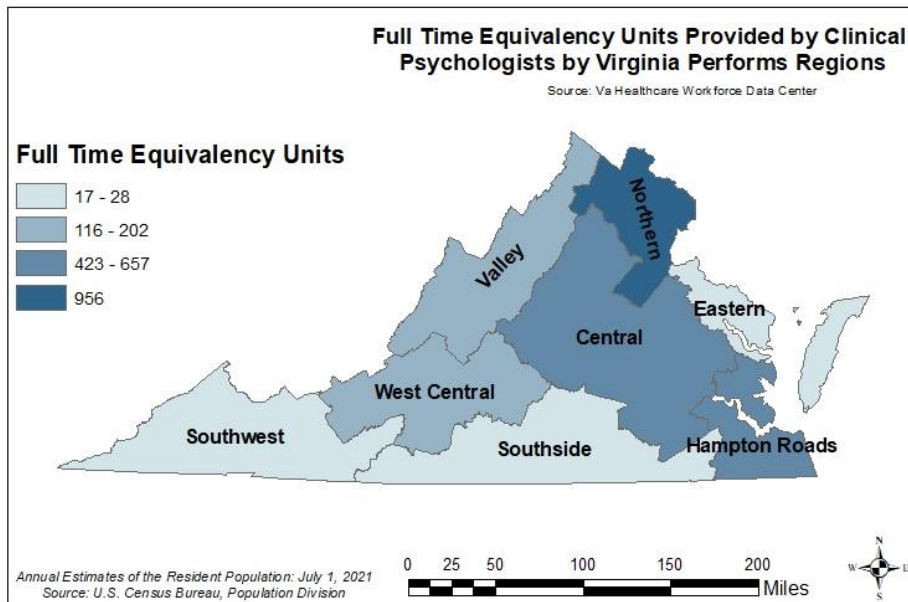 Full Time Equivalency Units Provided by Clinical
Psychologists by Virginia Performs Regions
Source: Va Healthcare Workforce Data Center
Full Time Equivalency Units
17 - 28
116 - 202
423 - 657
956
Northern
Valley
Eastern
Central
West Central
Southwest
Southside
Hampton Roads
Annual Estimates of the Resident Population: July 1, 2021
Source: U.S. Census Bureau, Population Division
0 25 50 100 150 200
Miles
N
W E
S